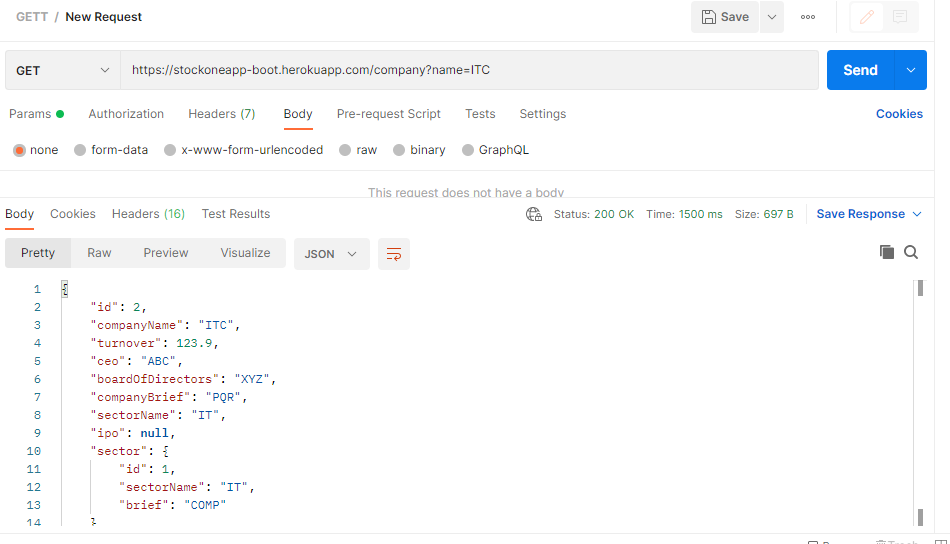 GETT / New Request
Save
GET
https://stockoneapp-boot.herokuapp.com/company?name=ITC
Send
Params Authorization Headers (7) Body Pre-request Script Tests Settings Cookies
none form-data x-www-form-urlencoded raw binary GraphQL
This request does not have a body
Body Cookies Headers (16) Test Results Status: 200 OK Time: 1500 ms Size: 697 B Save Response
Pretty Raw Preview Visualize JSON
1 {
2 "id": 2,
3 "companyName": "ITC",
4 "turnover": 123.9,
5 "ceo": "ABC",
6 "boardOfDirectors": "XYZ",
7 "companyBrief": "PQR",
8 "sectorName": "IT",
9 "ipo": null,
10 "sector": {
11 "id": 1,
12 "sectorName": "IT",
13 "brief": "COMP"
14 }